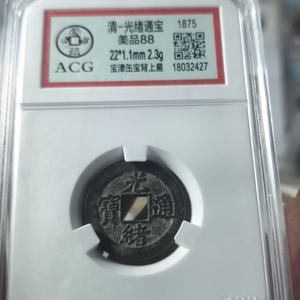 清-光绪通宝 1875
美品88
22*1.1mm 2.3g
ACG 宝津缶宝背上星 18032427
光
寶 通
緒